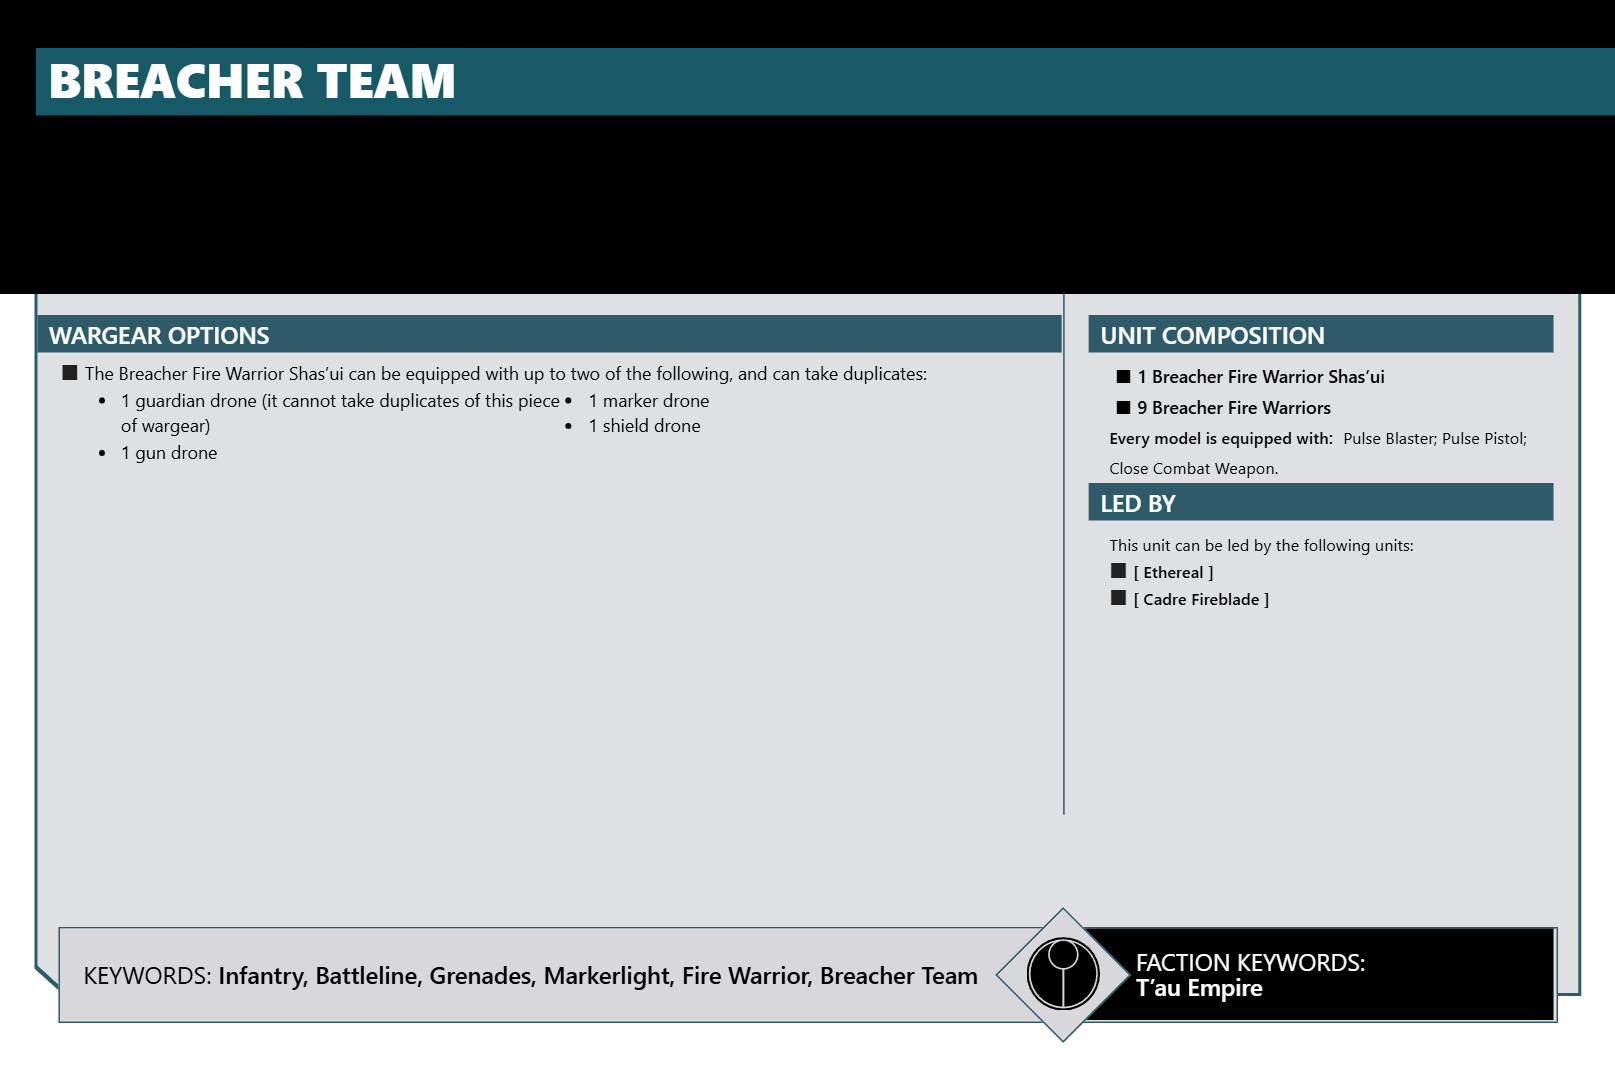 BREACHER TEAM
WARGEAR OPTIONS
The Breacher Fire Warrior Shas’ui can be equipped with up to two of the following, and can take duplicates:
• 1 guardian drone (it cannot take duplicates of this piece
of wargear)
• 1 gun drone
• 1 marker drone
• 1 shield drone
UNIT COMPOSITION
■ 1 Breacher Fire Warrior Shas’ui
■ 9 Breacher Fire Warriors
Every model is equipped with: Pulse Blaster; Pulse Pistol;
Close Combat Weapon.
LED BY
This unit can be led by the following units:
■ [ Ethereal ]
■ [ Cadre Fireblade ]
KEYWORDS: Infantry, Battleline, Grenades, Markerlight, Fire Warrior, Breacher Team
FACTION KEYWORDS:
T’au Empire